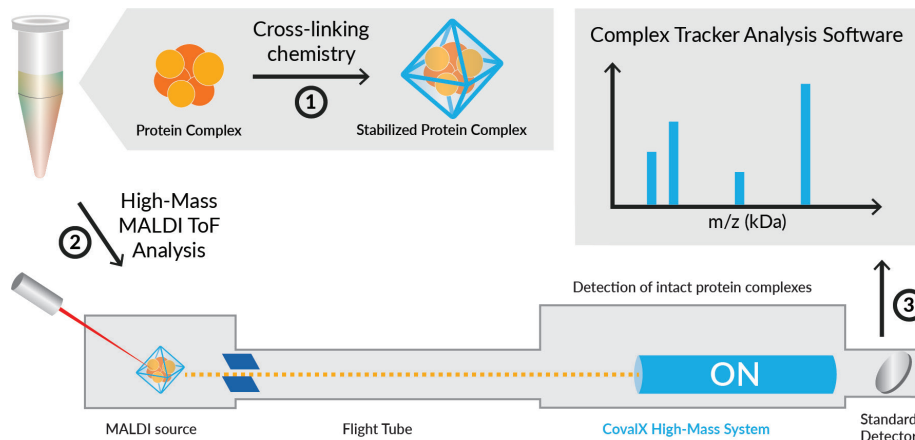 Cross-linking
chemistry
1
Protein Complex
Stabilized Protein Complex
Complex Tracker Analysis Software
m/z (kDa)
2
High-Mass
MALDI ToF
Analysis
Detection of intact protein complexes
3
ON
MALDI source
Flight Tube
CovalX High-Mass System
Standard
Detector